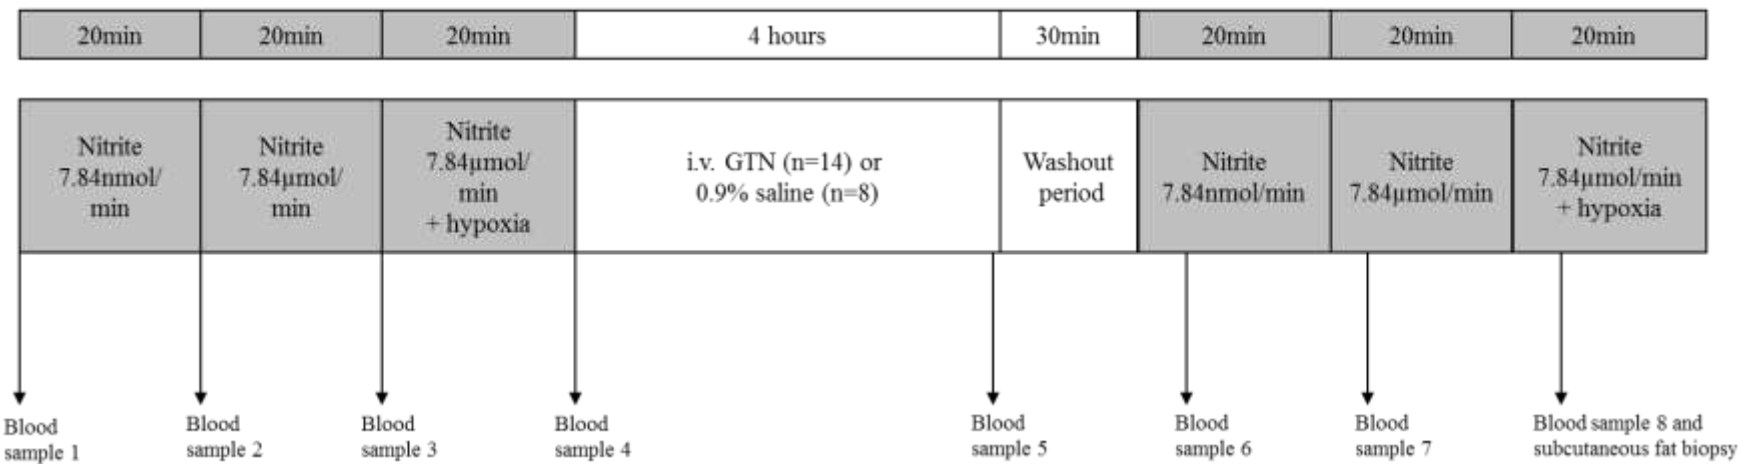 20min 20min 20min 4 hours 30min 20min 20min 20min
Nitrite
7.84nmol/
min
Nitrite
7.84µmol/
min
Nitrite
7.84µmol/
min
+ hypoxia
i.v. GTN (n=14) or
0.9% saline (n=8)
Washout
period
Nitrite
7.84nmol/min
Nitrite
7.84µmol/min
Nitrite
7.84µmol/min
+ hypoxia
Blood
sample 1
Blood
sample 2
Blood
sample 3
Blood
sample 4
Blood
sample 5
Blood
sample 6
Blood
sample 7
Blood sample 8 and
subcutaneous fat biopsy